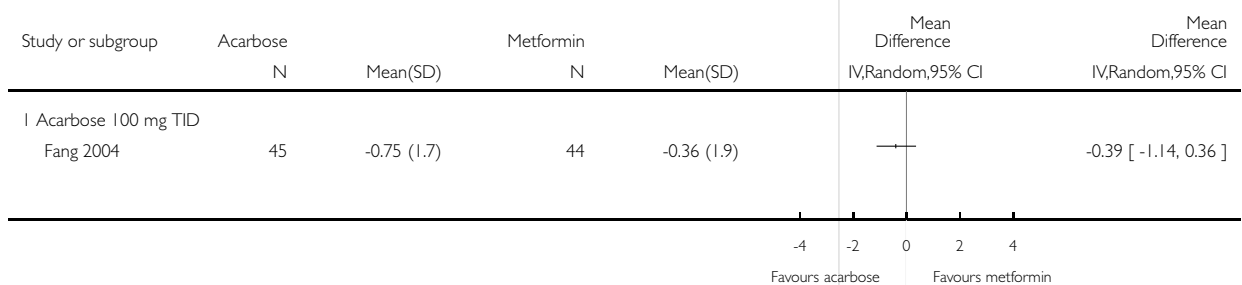 Study or subgroup Acarbose Metformin Mean Difference Mean Difference
N Mean(SD) N Mean(SD) IV,Random,95% CI IV,Random,95% CI
1 Acarbose 100 mg TID
Fang 2004 45 -0.75 (1.7) 44 -0.36 (1.9) -0.39 [ -1.14, 0.36 ]
-4 -2 0 2 4
Favours acarbose Favours metformin